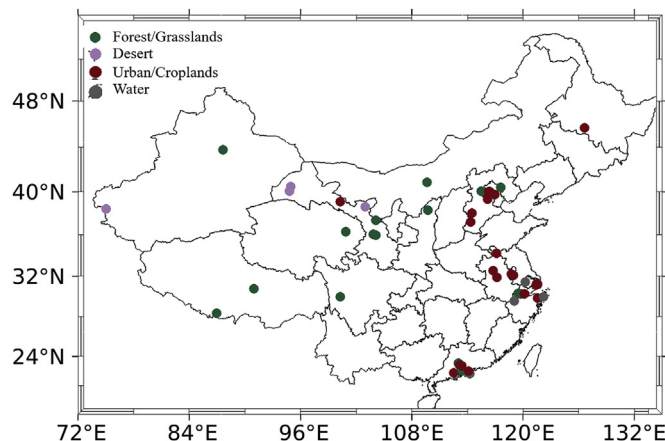 Forest/Grasslands
Desert
Urban/Croplands
Water
48°N
40°N
32°N
24°N
72°E 84°E 96°E 108°E 120°E 132°E